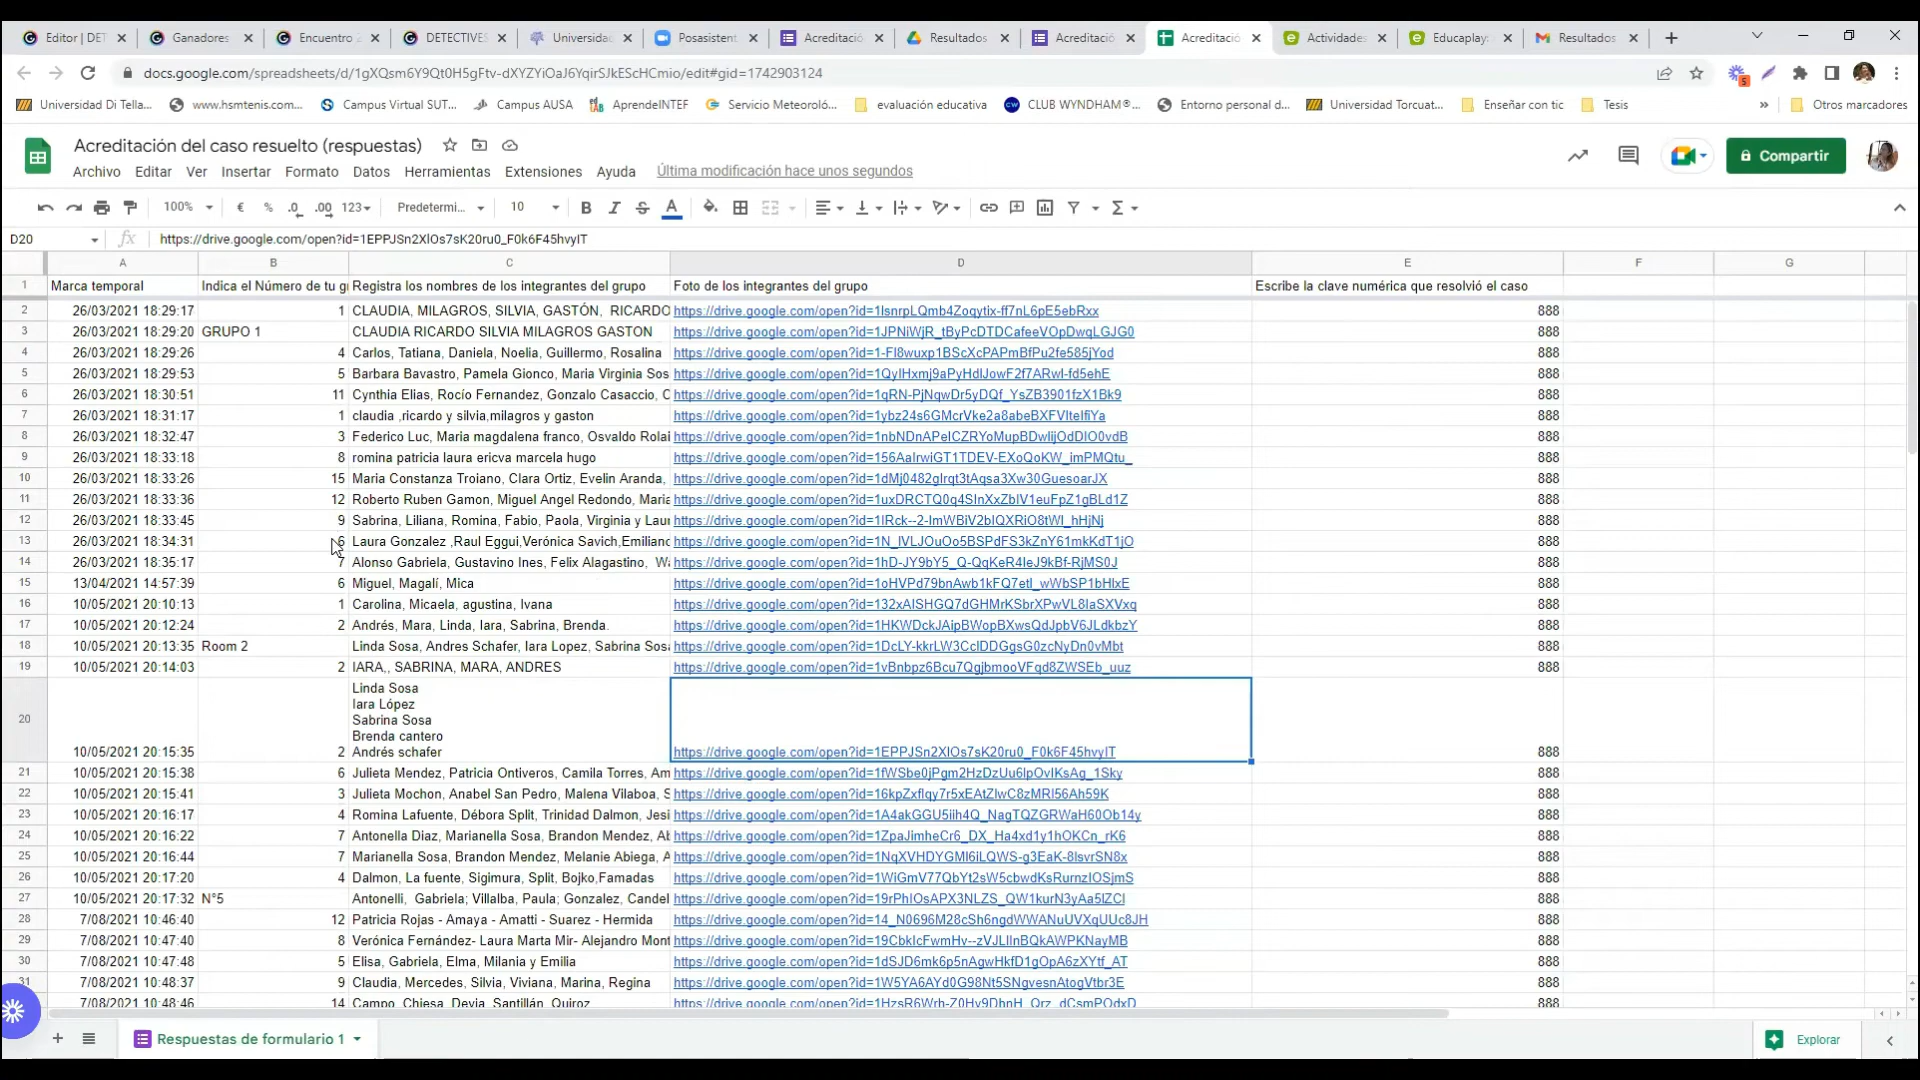 Editor | DET
Ganadores
Encuentro
DETECTIVES
Universida
Posasistent
Acreditació
Resultados
Acreditació
Acreditació
Actividades
Educaplay:
Resultados
docs.google.com/spreadsheets/d/1gXQsm6Y9Qt0H5gFtv-dXYZYiOaJ6YqirSJkEScHCmio/edit#gid=1742903124
Universidad Di Tella...
www.hsmtenis.com...
Campus Virtual SUT...
Campus AUSA
AprendeINTEF
Servicio Meteoroló...
evaluación educativa
CLUB WYNDHAM®...
Entorno personal d...
Universidad Torcuat...
Enseñar con tic
Tesis
Otros marcadores
Acreditación del caso resuelto (respuestas)
Archivo Editar Ver Insertar Formato Datos Herramientas Extensiones Ayuda Última modificación hace unos segundos
Compartir
100% € % .0 .00 123 Predetermi... 10
D20 fx https://drive.google.com/open?id=1EPPJSn2XlOs7sK20ru0_F0k6F45hvyIT
A B C D E F G
1 Marca temporal Indica el Número de tu gr Registra los nombres de los integrantes del grupo Foto de los integrantes del grupo Escribe la clave numérica que resolvió el caso
2 26/03/2021 18:29:17 1 CLAUDIA, MILAGROS, SILVIA, GASTÓN, RICARDO https://drive.google.com/open?id=1lsnrpLQmb4Zoqytix-ff7nL6pE5ebRxx 888
3 26/03/2021 18:29:20 GRUPO 1 CLAUDIA RICARDO SILVIA MILAGROS GASTON https://drive.google.com/open?id=1JPNiWjR_tByPcDTDCafeeVOpDwqLGJG0 888
4 26/03/2021 18:29:26 4 Carlos, Tatiana, Daniela, Noelia, Guillermo, Rosalina https://drive.google.com/open?id=1-Fl8wuxp1BScXcPAPmBfPu2fe585jYod 888
5 26/03/2021 18:29:53 5 Barbara Bavastro, Pamela Gionco, Maria Virginia Sos https://drive.google.com/open?id=1QyIHxmj9aPyHdIJowF2f7ARwI-fd5ehE 888
6 26/03/2021 18:30:51 11 Cynthia Elias, Rocío Fernandez, Gonzalo Casaccio, C https://drive.google.com/open?id=1qRN-PjNqwDr5yDQf_YsZB3901fzX1Bk9 888
7 26/03/2021 18:31:17 1 claudia ,ricardo y silvia,milagros y gaston https://drive.google.com/open?id=1ybz24s6GMcrVke2a8abeBXFVIteIfiYa 888
8 26/03/2021 18:32:47 3 Federico Luc, Maria magdalena franco, Osvaldo Rolai https://drive.google.com/open?id=1nbNDnAPeICZRYoMupBDwlijOdDIO0vdB 888
9 26/03/2021 18:33:18 8 romina patricia laura ericva marcela hugo https://drive.google.com/open?id=156AaIrwiGT1TDEV-EXoQoKW_imPMQtu_ 888
10 26/03/2021 18:33:26 15 Maria Constanza Troiano, Clara Ortiz, Evelin Aranda, https://drive.google.com/open?id=1dMj0482gIrqt3tAqsa3Xw30GuesoarJX 888
11 26/03/2021 18:33:36 12 Roberto Ruben Gamon, Miguel Angel Redondo, Maria https://drive.google.com/open?id=1uxDRCTQ0q4SInXxZbIV1euFpZ1gBLd1Z 888
12 26/03/2021 18:33:45 9 Sabrina, Liliana, Romina, Fabio, Paola, Virginia y Lau https://drive.google.com/open?id=1IRck--2-ImWBiV2bIQXRiO8tWI_hHjNj 888
13 26/03/2021 18:34:31 6 Laura Gonzalez ,Raul Eggui,Verónica Savich,Emiliano https://drive.google.com/open?id=1N_IVLJOuOo5BSPdFS3kZnY61mkKdT1jO 888
14 26/03/2021 18:35:17 7 Alonso Gabriela, Gustavino Ines, Felix Alagastino, Wa https://drive.google.com/open?id=1hD-JY9bY5_Q-QqKeR4IeJ9kBf-RjMS0J 888
15 13/04/2021 14:57:39 6 Miguel, Magalí, Mica https://drive.google.com/open?id=1oHVPd79bnAwb1kFQ7etI_wWbSP1bHlxE 888
16 10/05/2021 20:10:13 1 Carolina, Micaela, agustina, Ivana https://drive.google.com/open?id=132xAISHGQ7dGHMrKSbrXPwVL8IaSXVxq 888
17 10/05/2021 20:12:24 2 Andrés, Mara, Linda, Iara, Sabrina, Brenda. https://drive.google.com/open?id=1HKWDckJAipBWopBXwsQdJpbV6JLdkbzY 888
18 10/05/2021 20:13:35 Room 2 Linda Sosa, Andres Schafer, Iara Lopez, Sabrina Sosa https://drive.google.com/open?id=1DcLY-kkrLW3CclDDGgsG0zcNyDn0vMbt 888
19 10/05/2021 20:14:03 2 IARA,, SABRINA, MARA, ANDRES https://drive.google.com/open?id=1vBnbpz6Bcu7QgjbmooVFqd8ZWSEb_uuz 888
Linda Sosa
Iara López
20 Sabrina Sosa
Brenda cantero
10/05/2021 20:15:35 2 Andrés schafer https://drive.google.com/open?id=1EPPJSn2XlOs7sK20ru0_F0k6F45hvyIT 888
21 10/05/2021 20:15:38 6 Julieta Mendez, Patricia Ontiveros, Camila Torres, Am https://drive.google.com/open?id=1fWSbe0jPgm2HzDzUu6lpOvIKsAg_1Sky 888
22 10/05/2021 20:15:41 3 Julieta Mochon, Anabel San Pedro, Malena Vilaboa, S https://drive.google.com/open?id=16kpZxflqy7r5xEAtZlwC8zMRl56Ah59K 888
23 10/05/2021 20:16:17 4 Romina Lafuente, Débora Split, Trinidad Dalmon, Jesi https://drive.google.com/open?id=1A4akGGU5iih4Q_NagTQZGRWaH60Ob14y 888
24 10/05/2021 20:16:22 7 Antonella Diaz, Marianella Sosa, Brandon Mendez, Ab https://drive.google.com/open?id=1ZpaJimheCr6_DX_Ha4xd1y1hOKCn_rK6 888
25 10/05/2021 20:16:44 7 Marianella Sosa, Brandon Mendez, Melanie Abiega, A https://drive.google.com/open?id=1NqXVHDYGMl6iLQWS-g3EaK-8lsvrSN8x 888
26 10/05/2021 20:17:20 4 Dalmon, La fuente, Sigimura, Split, Bojko,Famadas https://drive.google.com/open?id=1WiGmV77QbYt2sW5cbwdKsRurnzIOSjmS 888
27 10/05/2021 20:17:32 N°5 Antonelli, Gabriela; Villalba, Paula; Gonzalez, Candel https://drive.google.com/open?id=19rPhIOsAPX3NLZS_QW1kurN3yAa5lZCl 888
28 7/08/2021 10:46:40 12 Patricia Rojas - Amaya - Amatti - Suarez - Hermida https://drive.google.com/open?id=14_N0696M28cSh6ngdWWANuUVXqUUc8JH 888
29 7/08/2021 10:47:40 8 Verónica Fernández- Laura Marta Mir- Alejandro Mont https://drive.google.com/open?id=19CbkIcFwmHv--zVJLIlnBQkAWPKNayMB 888
30 7/08/2021 10:47:48 5 Elisa, Gabriela, Elma, Milania y Emilia https://drive.google.com/open?id=1dSJD6mk6p5nAgwHkfD1gOpA6zXYtf_AT 888
31 7/08/2021 10:48:37 9 Claudia, Mercedes, Silvia, Viviana, Marina, Regina https://drive.google.com/open?id=1W5YA6AYd0G98Nt5SNgvesnAtogVtbr3E 888
7/08/2021 10:48:46 14 Campo, Chiesa, Devia, Santillán, Quiroz https://drive.google.com/open?id=1HzsR6Wrh-Z0Hv9DhnH_Qrz_dCsmPOdxD 888
Respuestas de formulario 1
Explorar